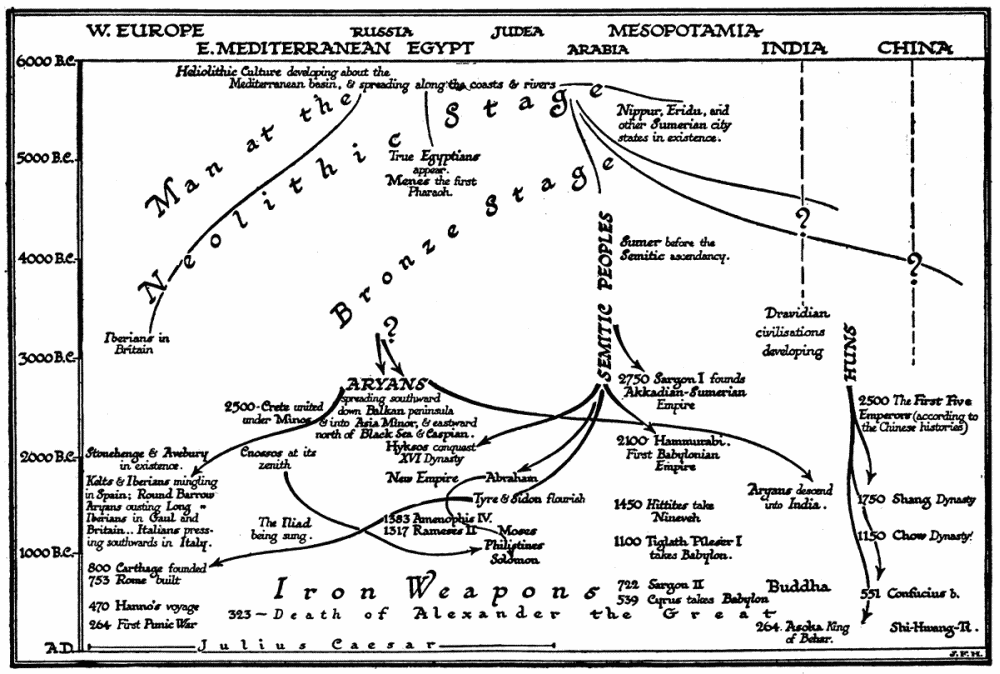 W. EUROPE
RUSSIA
JUDEA
MESOPOTAMIA
E. MEDITERRANEAN
EGYPT
ARABIA
INDIA
CHINA
6,000 B.C.
Heliolithic Culture developing about the
Mediterranean basin, & spreading along the coasts & rivers
Man at the
Neolithic Stage
Nippur, Eridu, and
other Sumerian city
states in existence.
5000 B.C.
True Egyptians
appear.
Menes the first
Pharaoh.
Bronze Stage
?
?
4000 B.C.
SEMITIC PEOPLES
Sumer before the
Semitic ascendancy.
Iberians in
Britain
?
Dravidian
civilisations
developing
HUNS
3000 B.C.
ARYANS
spreading southward
down Balkan peninsula
& into Asia Minor, & eastward
north of Black Sea & Caspian.
2750 Sargon I founds
Akkadian-Sumerian
Empire
2500-Crete united
under Minos
2500 The First Five
Emperors (according to
the Chinese histories)
Hyksos conquest
XVI Dynasty
2100 Hammurabi.
First Babylonian
Empire
2000 B.C.
Stonehenge & Avebury
in existence.
Cnossos at its
zenith
Kelts & Iberians mingling
in Spain; Round Barrow
Aryans ousting Long "
Iberians in Gaul and
Britain.. Italians press-
ing southwards in Italy.
New Empire
Abraham
Aryans descend
into India.
Tyre & Sidon flourish
1750 Shang Dynasty
1450 Hittites take
Nineveh
The Iliad
being sung.
1383 Amenophis IV.
1317 Rameses II
Moses
Philistines
Solomon
1100 Tiglath Pileser I
takes Babylon.
1150 Chow Dynasty!
1000 B.C.
800 Carthage founded
753 Rome built
Iron Weapons
722 Sargon II
539 Cyrus takes Babylon
Buddha
551 Confucius b.
470 Hanno's voyage
264 First Punic War
323 - Death of Alexander the Great
264. Asoka King
of Behar.
Shi-Hwang-Ti.
A.D.
Julius Caesar
J.F.H.